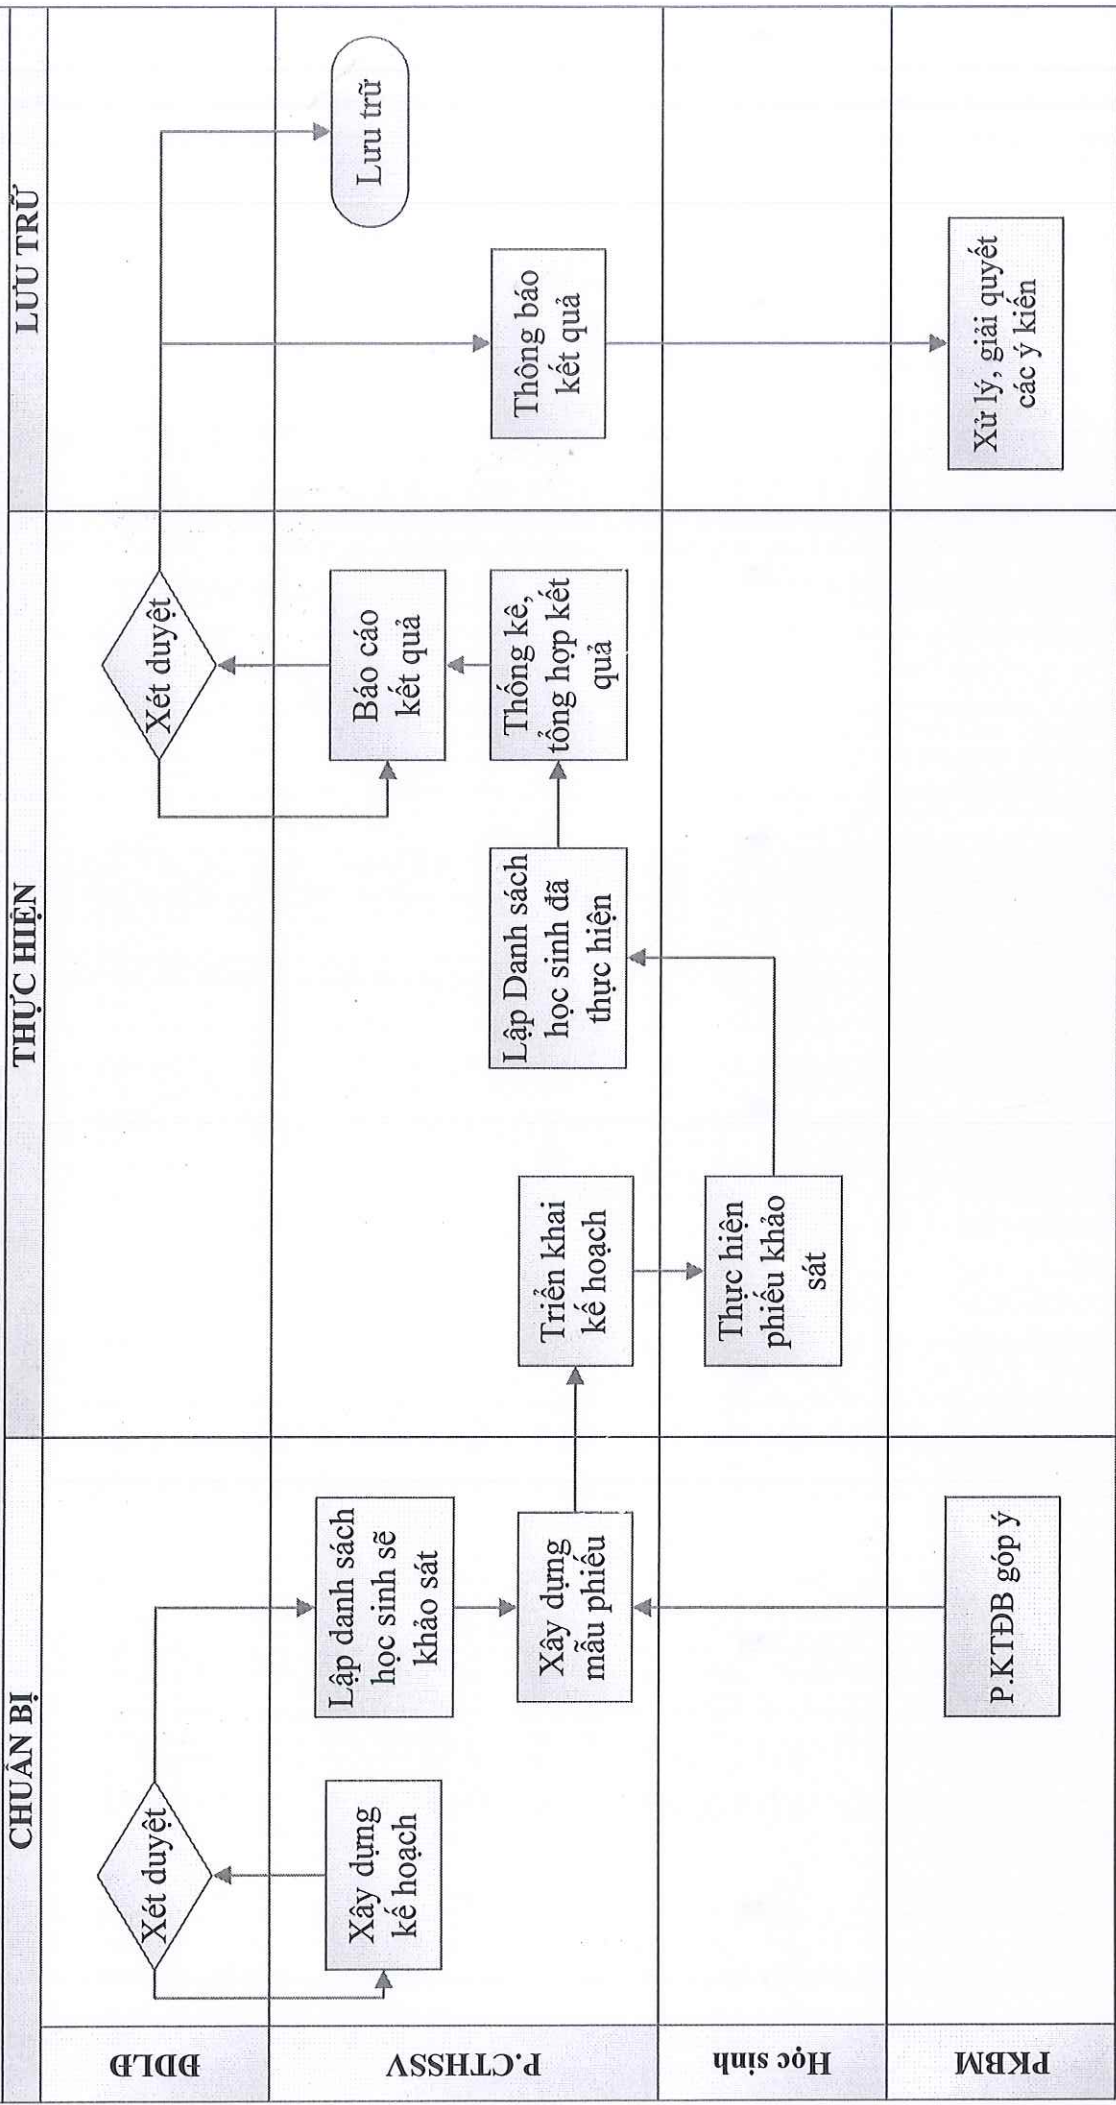 CHUẨN BỊ
THỰC HIỆN
LƯU TRỮ
ĐDLĐ
Xét duyệt
Xét duyệt
P.CTHSSV
Xây dựng
kế hoạch
Lập danh sách
học sinh sẽ
khảo sát
Báo cáo
kết quả
Lưu trữ
Xây dựng
mẫu phiếu
Triển khai
kế hoạch
Lập Danh sách
học sinh đã
thực hiện
Thống kê,
tổng hợp kết
quả
Thông báo
kết quả
Học sinh
Thực hiện
phiếu khảo
sát
PKBM
P.KTĐB góp ý
Xử lý, giải quyết
các ý kiến